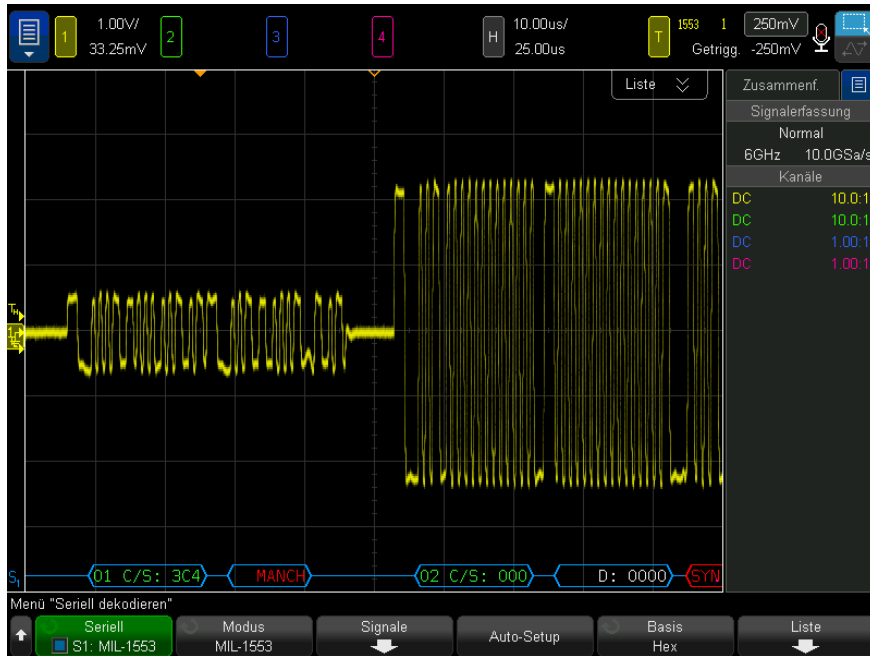 1 1.00V/ 2 3 4 H 10.00us/ T 1553 1 250mV
33.25mV 25.00us Getrigg. -250mV
Liste
Zusammenf.
Signalerfassung
Normal
6GHz 10.0GSa/s
Kanäle
DC 10.0:1
DC 10.0:1
DC 1.00:1
DC 1.00:1
S1 01 C/S: 3C4 MANCH 02 C/S: 000 D: 0000 SYN
Menü "Seriell dekodieren"
Seriell Modus Signale Auto-Setup Basis Liste
S1: MIL-1553 MIL-1553 Hex